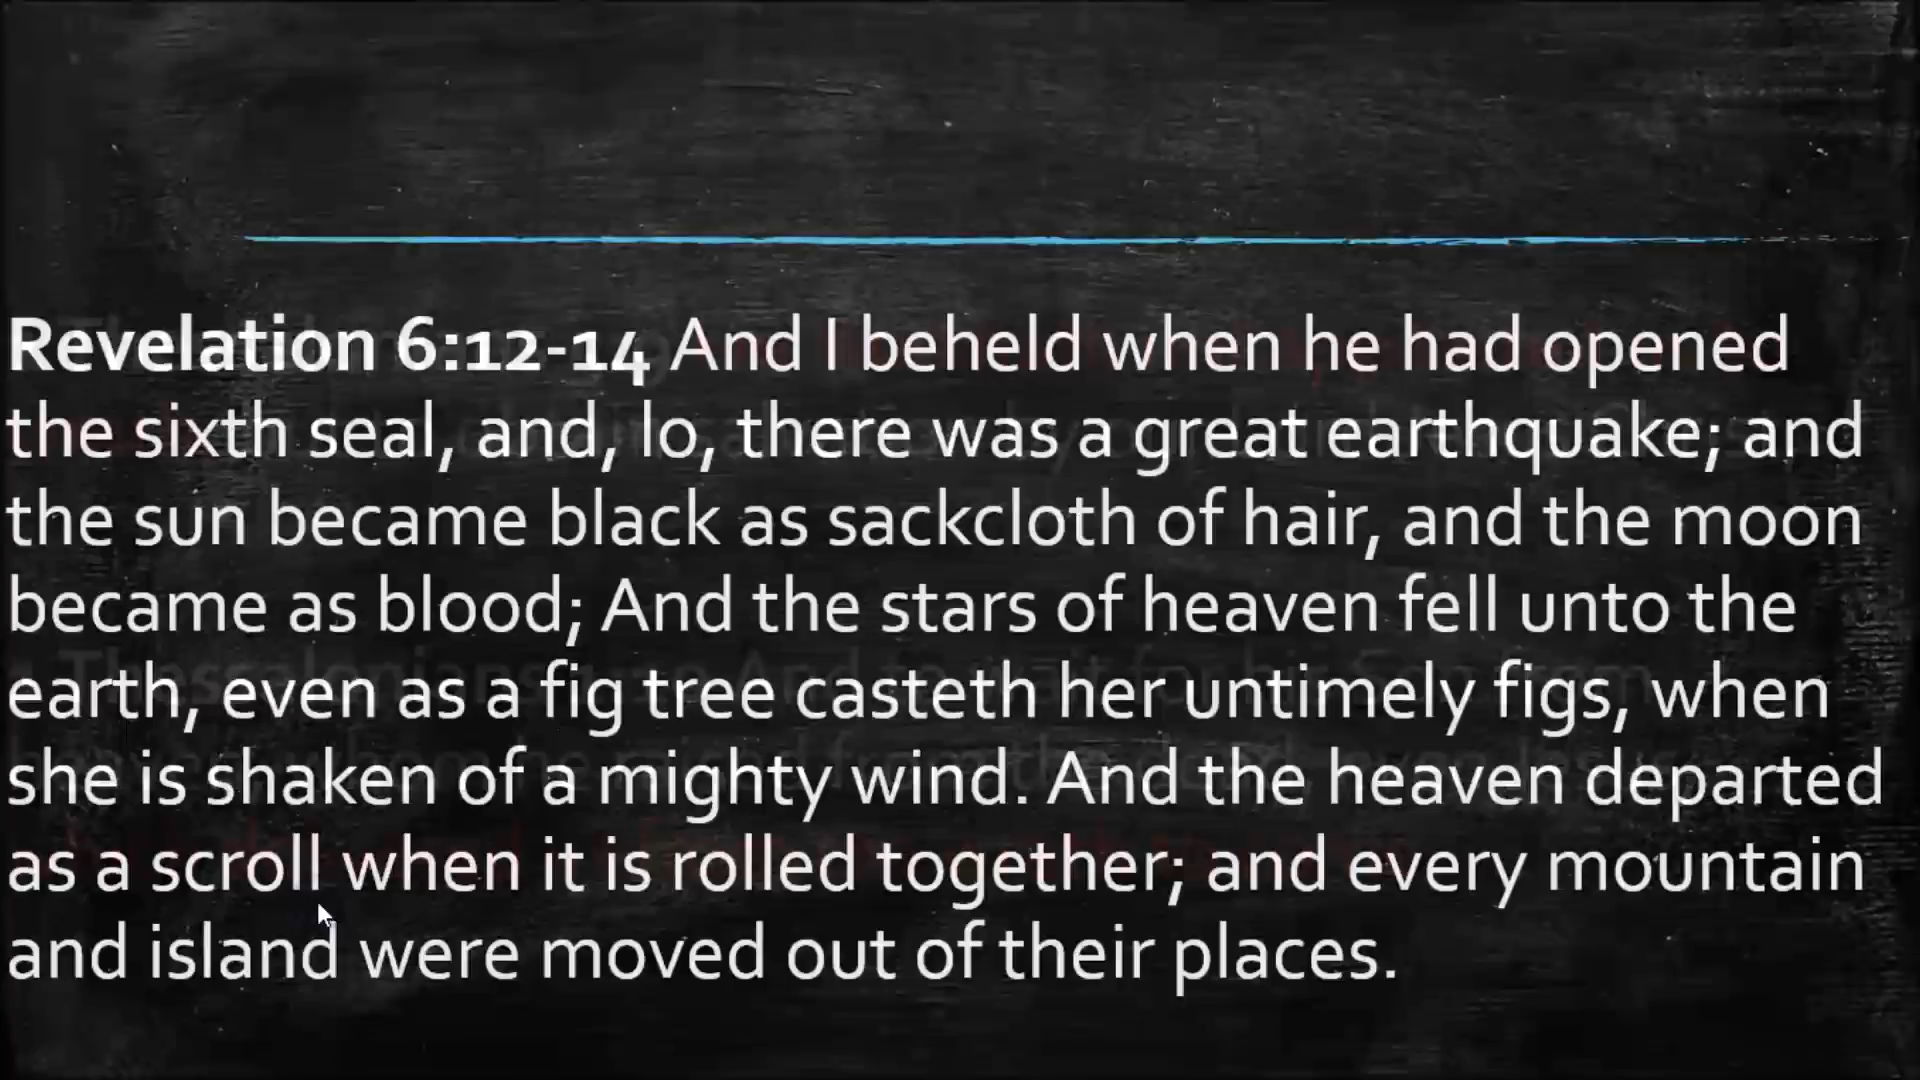 Revelation 6:12-14 And I beheld when he had opened
the sixth seal, and, lo, there was a great earthquake; and
the sun became black as sackcloth of hair, and the moon
became as blood; And the stars of heaven fell unto the
earth, even as a fig tree casteth her untimely figs, when
she is shaken of a mighty wind. And the heaven departed
as a scroll when it is rolled together; and every mountain
and island were moved out of their places.